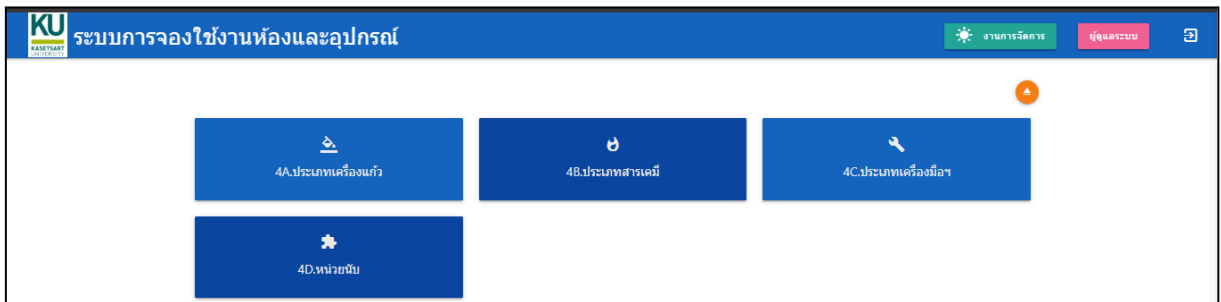 KU
KASETSART
UNIVERSITY
ระบบการจองใช้งานห้องและอุปกรณ์
งานการจัดการ
ผู้ดูแลระบบ
4A.ประเภทเครื่องแก้ว
4B.ประเภทสารเคมี
4C.ประเภทเครื่องมือฯ
4D.หน่วยนับ